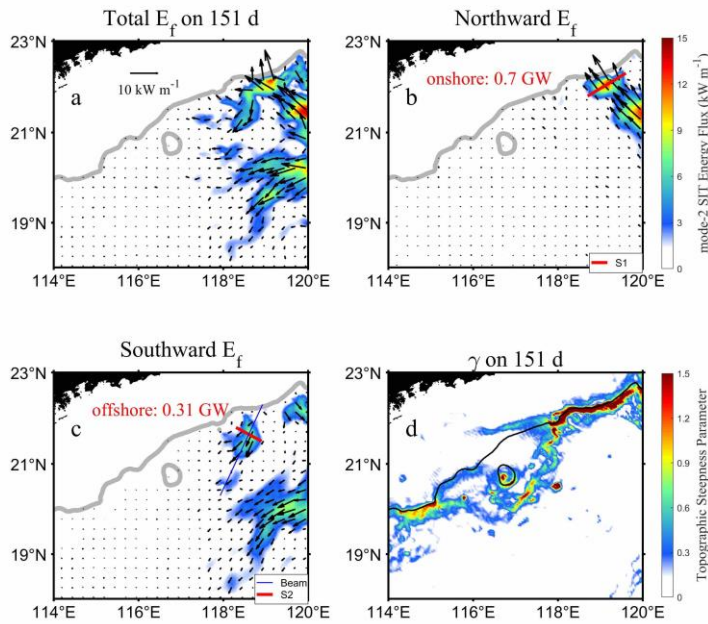 Total E_f on 151 d
Northward E_f
23°N
21°N
19°N
114°E
116°E
118°E
120°E
a
10 kW m⁻¹
23°N
21°N
19°N
114°E
116°E
118°E
120°E
b
onshore: 0.7 GW
S1
15
12
9
6
3
0
mode-2 SIT Energy Flux (kW m⁻¹)
Southward E_f
γ on 151 d
23°N
21°N
19°N
114°E
116°E
118°E
120°E
c
offshore: 0.31 GW
Beam
S2
23°N
21°N
19°N
114°E
116°E
118°E
120°E
d
1.5
1.2
0.9
0.6
0.3
0
Topographic Steepness Parameter